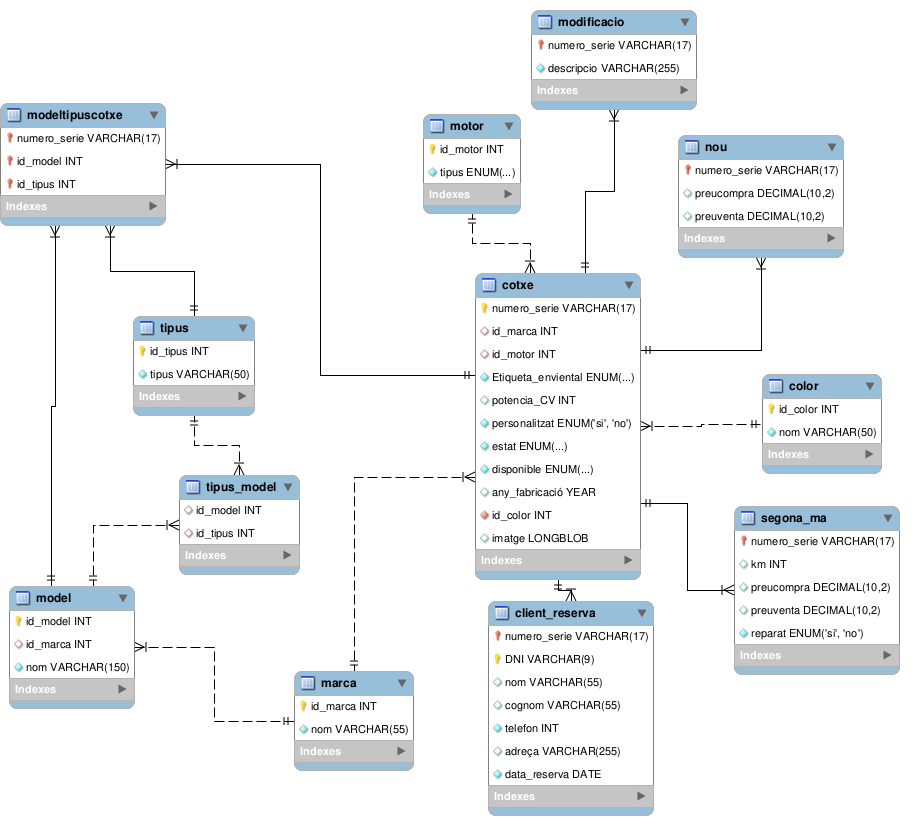 modificacio
numero_serie VARCHAR(17)
descripcio VARCHAR(255)
Indexes
modeltipuscotxe
numero_serie VARCHAR(17)
id_model INT
id_tipus INT
Indexes
motor
id_motor INT
tipus ENUM(...)
Indexes
nou
numero_serie VARCHAR(17)
preucompra DECIMAL(10,2)
preuventa DECIMAL(10,2)
Indexes
cotxe
numero_serie VARCHAR(17)
id_marca INT
id_motor INT
Etiqueta_enviental ENUM(...)
potencia_CV INT
personalitzat ENUM('si', 'no')
estat ENUM(...)
disponible ENUM(...)
any_fabricació YEAR
id_color INT
imatge LONGBLOB
Indexes
tipus
id_tipus INT
tipus VARCHAR(50)
Indexes
color
id_color INT
nom VARCHAR(50)
Indexes
tipus_model
id_model INT
id_tipus INT
Indexes
segona_ma
numero_serie VARCHAR(17)
km INT
preucompra DECIMAL(10,2)
preuventa DECIMAL(10,2)
reparat ENUM('si', 'no')
Indexes
model
id_model INT
id_marca INT
nom VARCHAR(150)
Indexes
client_reserva
numero_serie VARCHAR(17)
DNI VARCHAR(9)
nom VARCHAR(55)
cognom VARCHAR(55)
telefon INT
adreça VARCHAR(255)
data_reserva DATE
Indexes
marca
id_marca INT
nom VARCHAR(55)
Indexes